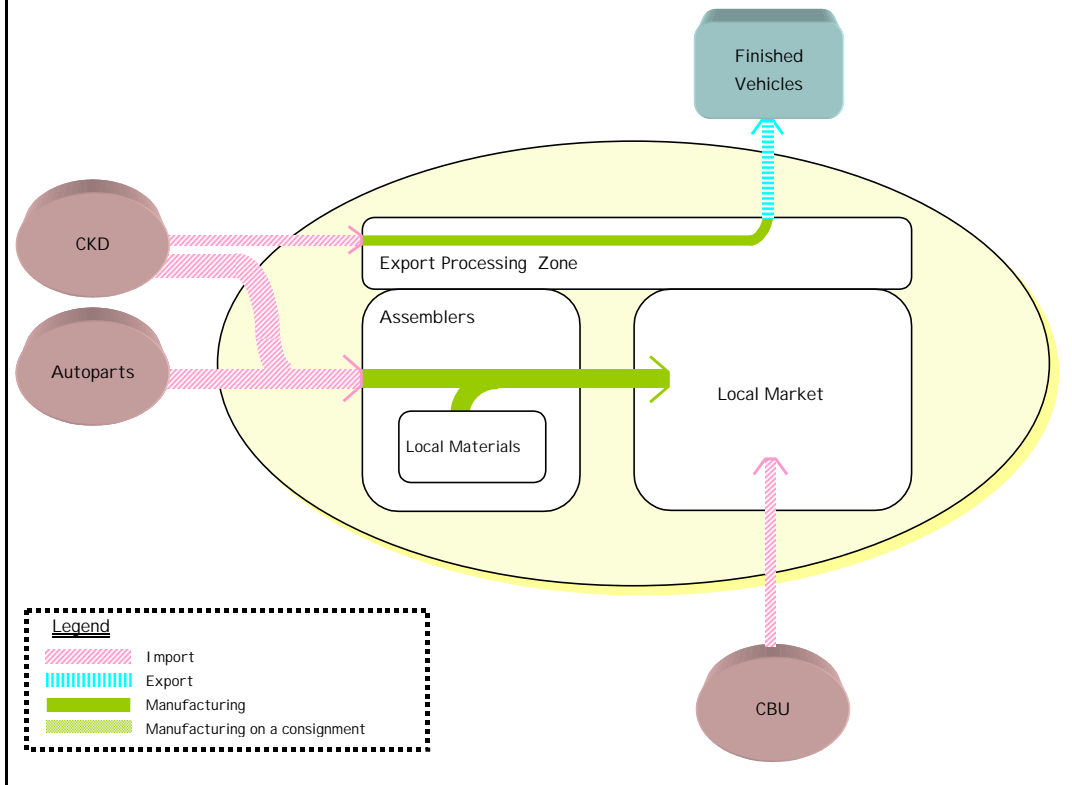 Finished
Vehicles
CKD
Export Processing Zone
Assemblers
Autoparts
Local Market
Local Materials
Legend
Import
Export
Manufacturing
Manufacturing on a consignment
CBU